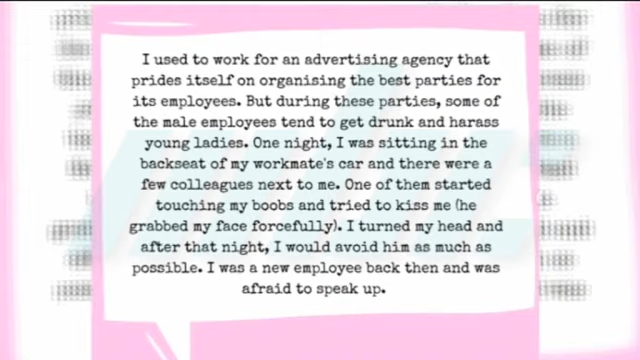 I used to work for an advertising agency that
prides itself on organising the best parties for
its employees. But during these parties, some of
the male employees tend to get drunk and harass
young ladies. One night, I was sitting in the
backseat of my workmate's car and there were a
few colleagues next to me. One of them started
touching my boobs and tried to kiss me (he
grabbed my face forcefully). I turned my head and
after that night, I would avoid him as much as
possible. I was a new employee back then and was
afraid to speak up.